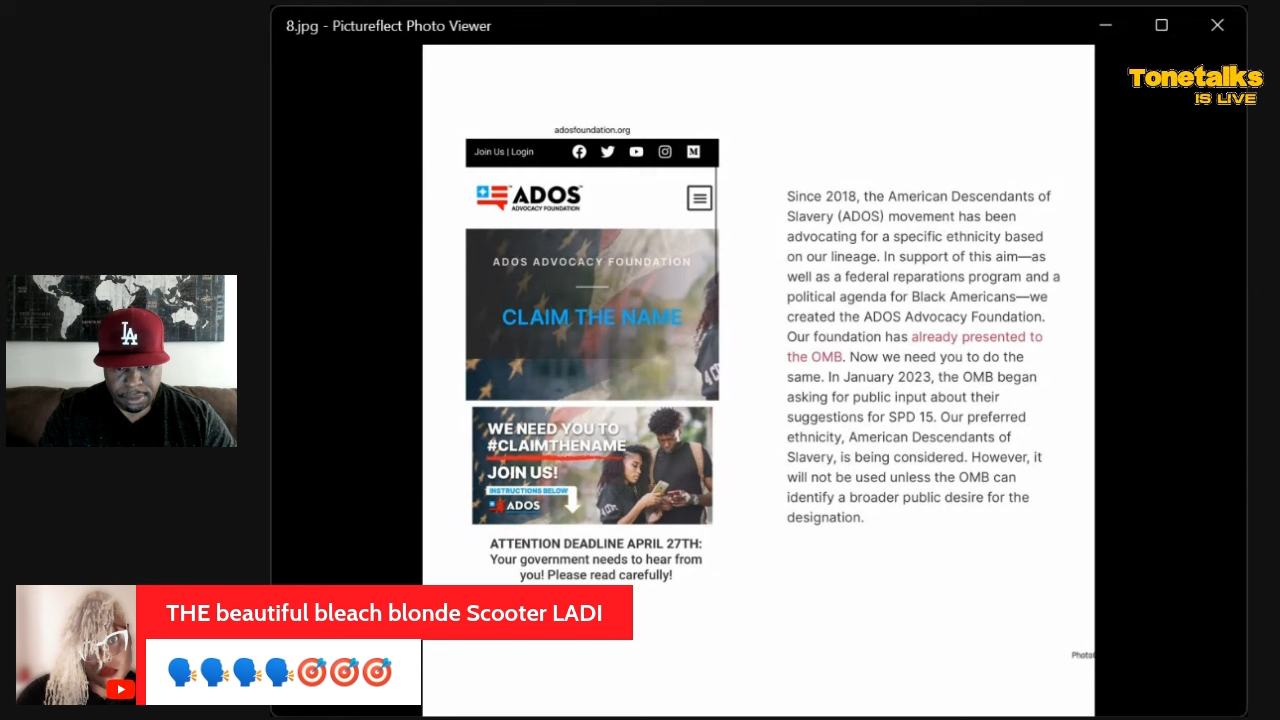 8.jpg - Pictureflect Photo Viewer
Tonetalks
IS LIVE
adosfoundation.org
Join Us | Login
ADOS
ADVOCACY FOUNDATION
ADOS ADVOCACY FOUNDATION
CLAIM THE NAME
WE NEED YOU TO
#CLAIMTHENAME
JOIN US!
INSTRUCTIONS BELOW
ADOS
ATTENTION DEADLINE APRIL 27TH:
Your government needs to hear from
you! Please read carefully!
Since 2018, the American Descendants of
Slavery (ADOS) movement has been
advocating for a specific ethnicity based
on our lineage. In support of this aim—as
well as a federal reparations program and a
political agenda for Black Americans—we
created the ADOS Advocacy Foundation.
Our foundation has already presented to
the OMB. Now we need you to do the
same. In January 2023, the OMB began
asking for public input about their
suggestions for SPD 15. Our preferred
ethnicity, American Descendants of
Slavery, is being considered. However, it
will not be used unless the OMB can
identify a broader public desire for the
designation.
LA
THE beautiful bleach blonde Scooter LADI